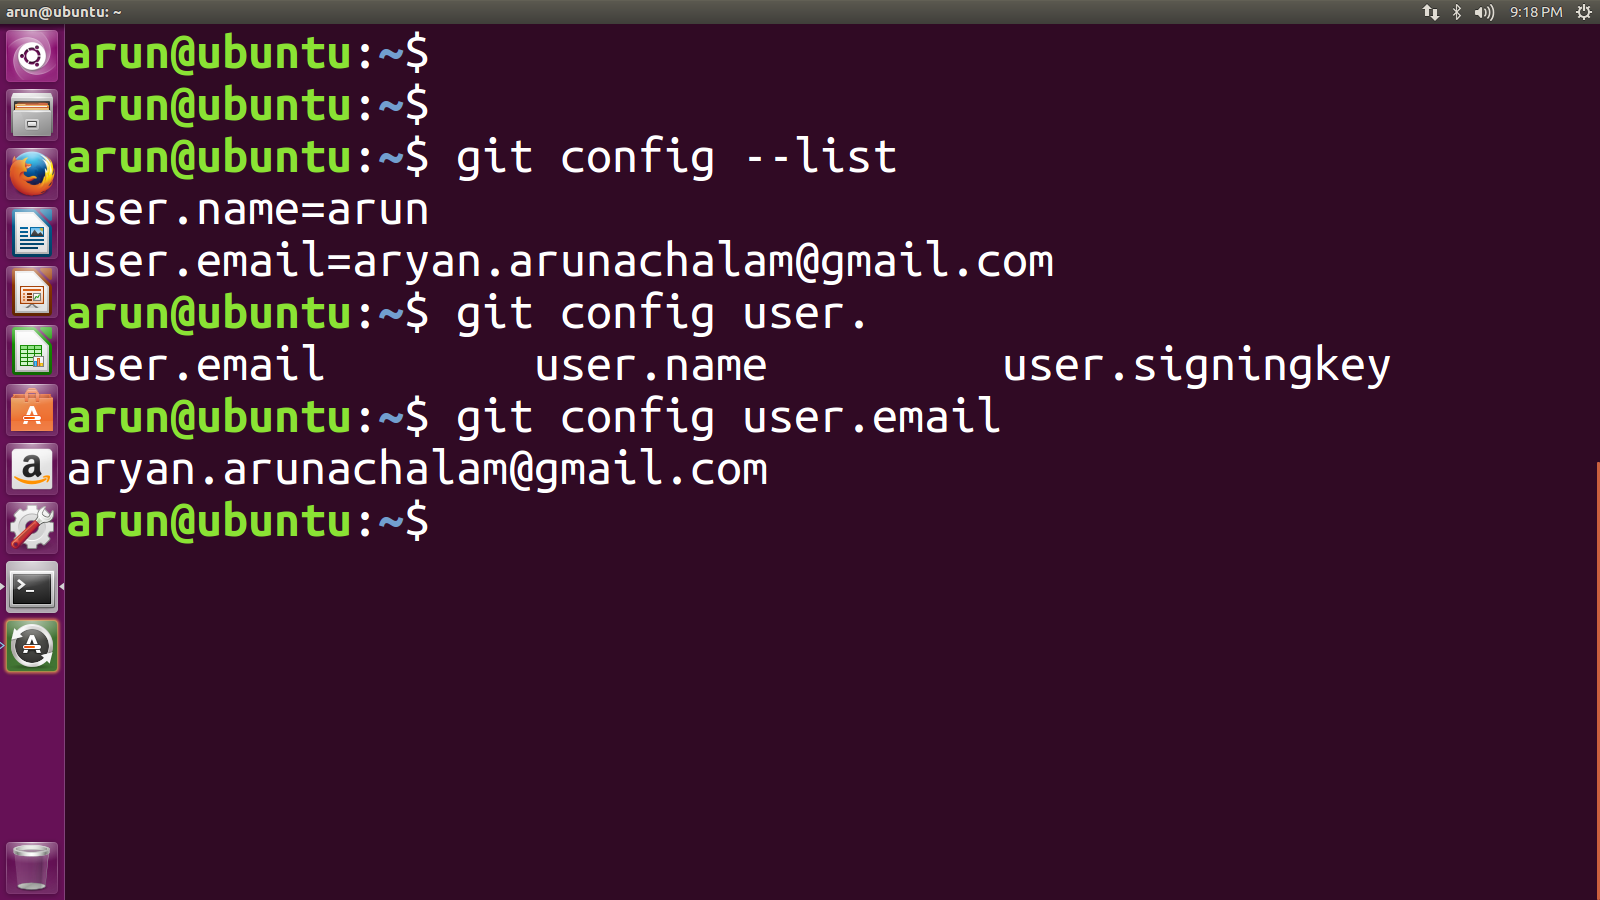 arun@ubuntu: ~
9:18 PM
arun@ubuntu:~$
arun@ubuntu:~$
arun@ubuntu:~$ git config --list
user.name=arun
user.email=aryan.arunachalam@gmail.com
arun@ubuntu:~$ git config user.
user.email user.name user.signingkey
arun@ubuntu:~$ git config user.email
aryan.arunachalam@gmail.com
arun@ubuntu:~$